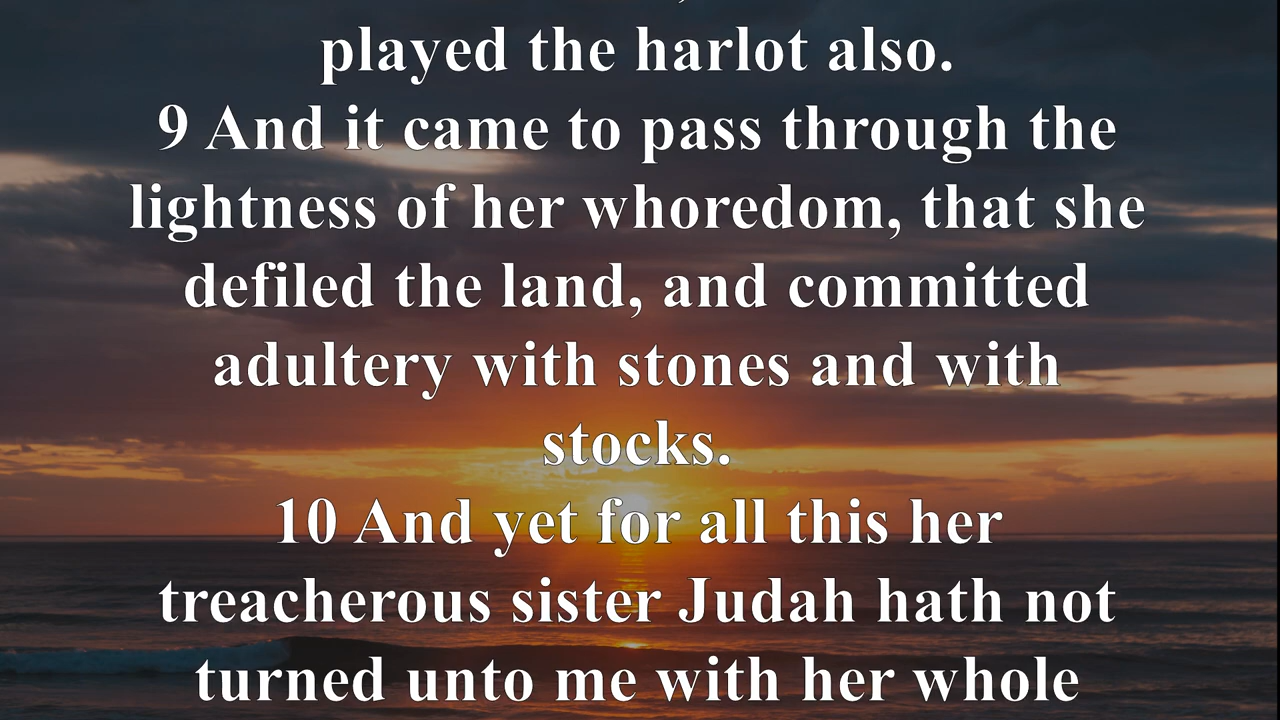 played the harlot also.
9 And it came to pass through the
lightness of her whoredom, that she
defiled the land, and committed
adultery with stones and with
stocks.
10 And yet for all this her
treacherous sister Judah hath not
turned unto me with her whole